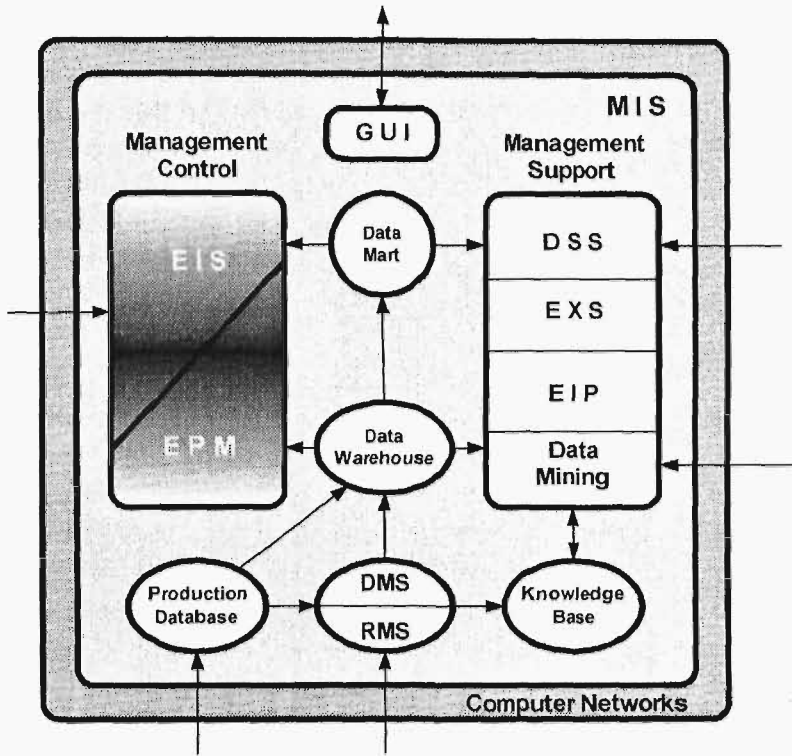 MIS
GUI
Management
Control
Management
Support
EIS
EPM
Data
Mart
DSS
EXS
EIP
Data
Mining
Data
Warehouse
Production
Database
DMS
RMS
Knowledge
Base
Computer Networks